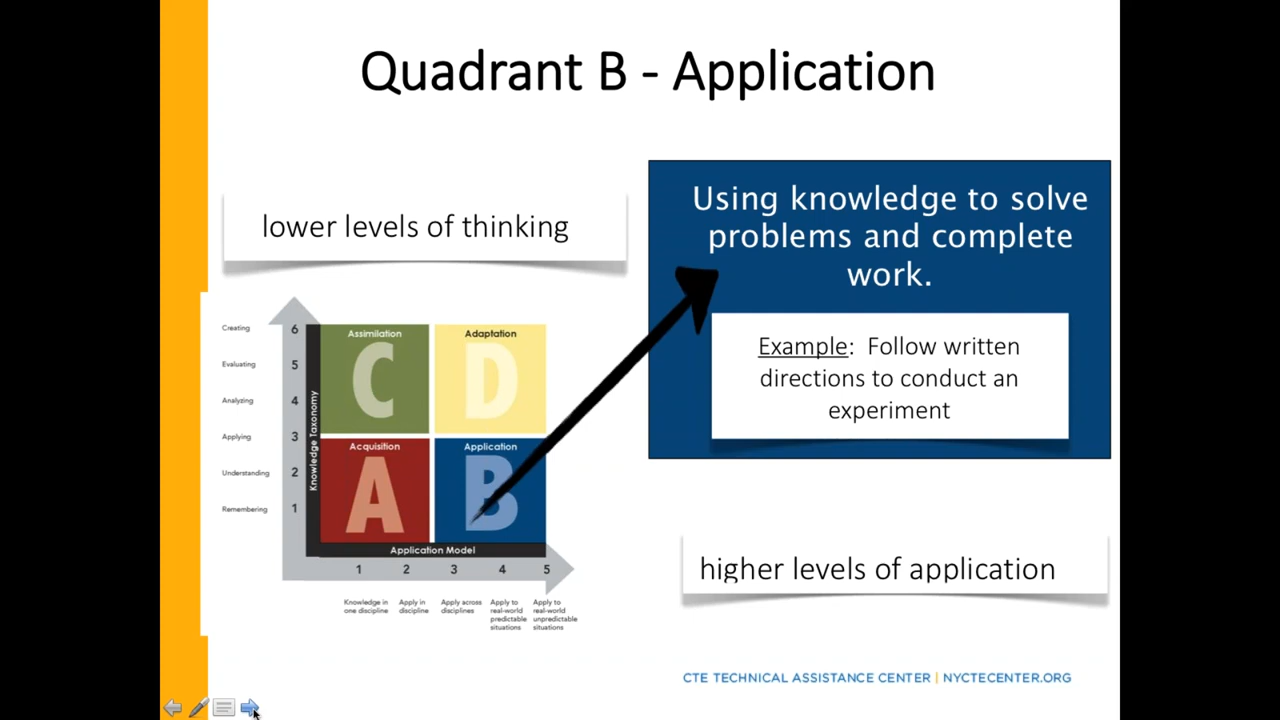 Quadrant B - Application
lower levels of thinking
Using knowledge to solve
problems and complete
work.
Example:  Follow written
directions to conduct an
experiment
Creating
Evaluating
Analyzing
Applying
Understanding
Remembering
6
5
4
3
2
1
Knowledge Taxonomy
Assimilation
C
Adaptation
D
Acquisition
A
Application
B
Application Model
1
2
3
4
5
Knowledge in
one discipline
Apply in
discipline
Apply across
disciplines
Apply to
real-world
predictable
situations
Apply to
real-world
unpredictable
situations
higher levels of application
CTE TECHNICAL ASSISTANCE CENTER | NYCTECENTER.ORG